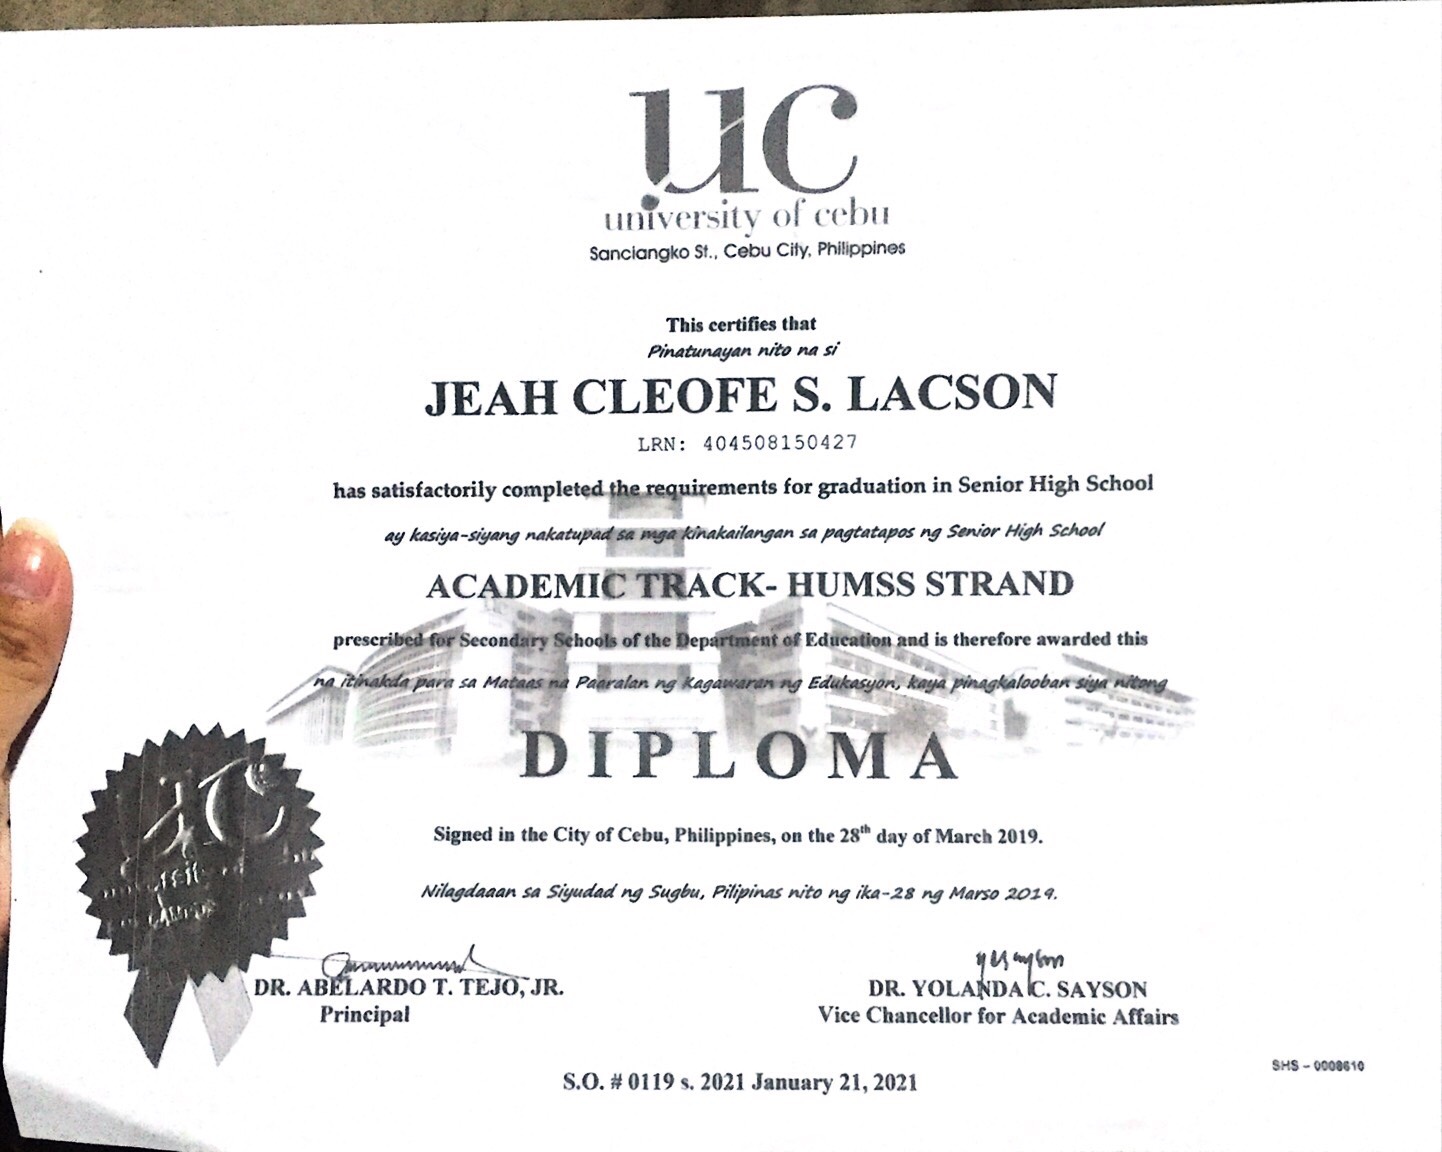 uc
university of cebu
Sanciangko St., Cebu City, Philippines
This certifies that
Pinatunayan nito na si
JEAH CLEOFE S. LACSON
LRN: 404508150427
has satisfactorily completed the requirements for graduation in Senior High School
ay kasiya-siyang nakatupad sa mga kinakailangan sa pagtatapos ng Senior High School
ACADEMIC TRACK- HUMSS STRAND
prescribed for Secondary Schools of the Department of Education and is therefore awarded this
na itinakda para sa Mataas na Paaralan ng Kagawaran ng Edukasyon, kaya pinagkalooban siya nitong
DIPLOMA
Signed in the City of Cebu, Philippines, on the 28th day of March 2019.
Nilagdaaan sa Siyudad ng Sugbu, Pilipinas nito ng ika-28 ng Marso 2019.
DR. ABELARDO T. TEJO, JR.
Principal
DR. YOLANDA C. SAYSON
Vice Chancellor for Academic Affairs
SHS - 0008610
S.O. # 0119 s. 2021 January 21, 2021